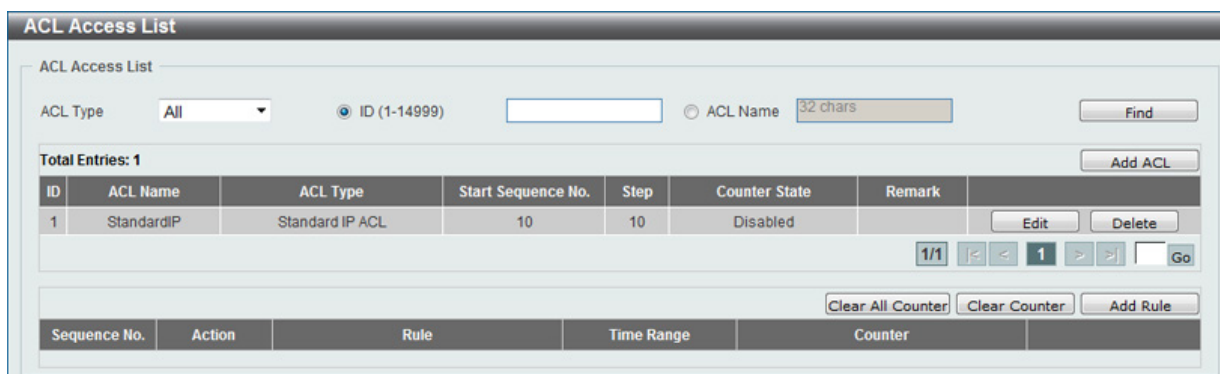 ACL Access List
ACL Access List
ACL Type All ID (1-14999) ACL Name 32 chars Find
Total Entries: 1 Add ACL
ID ACL Name ACL Type Start Sequence No. Step Counter State Remark
1 StandardIP Standard IP ACL 10 10 Disabled Edit Delete
1/1 |< < 1 > >| Go
Clear All Counter Clear Counter Add Rule
Sequence No. Action Rule Time Range Counter